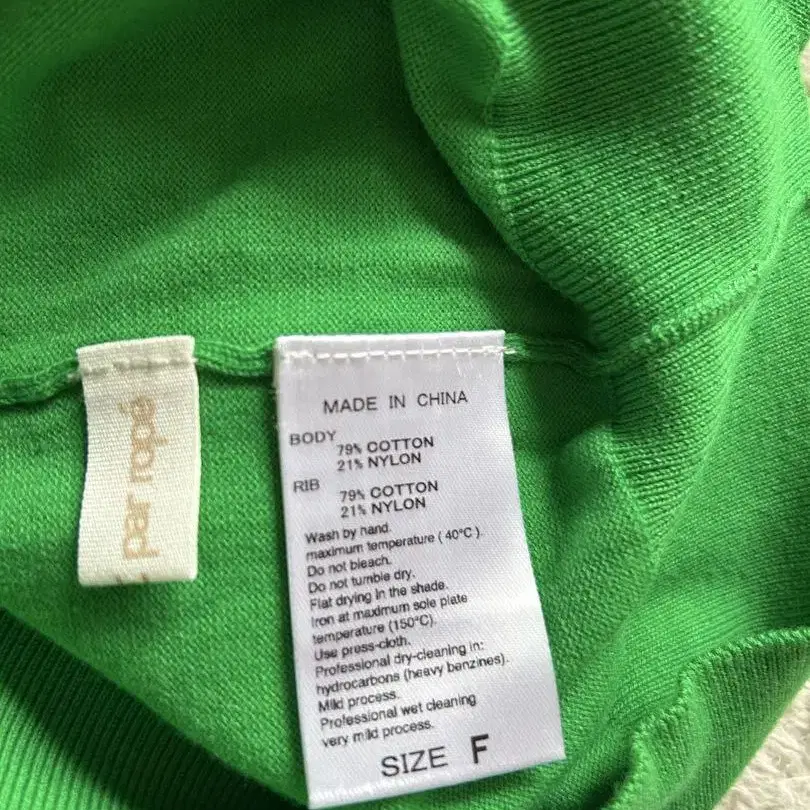 par ropé
MADE IN CHINA
BODY
79% COTTON
21% NYLON
RIB
79% COTTON
21% NYLON
Wash by hand.
maximum temperature ( 40°C ).
Do not bleach.
Do not tumble dry.
Flat drying in the shade.
Iron at maximum sole plate
temperature (150°C).
Use press-cloth.
Professional dry-cleaning in:
hydrocarbons (heavy benzines).
Mild process.
Professional wet cleaning
very mild process.
SIZE F